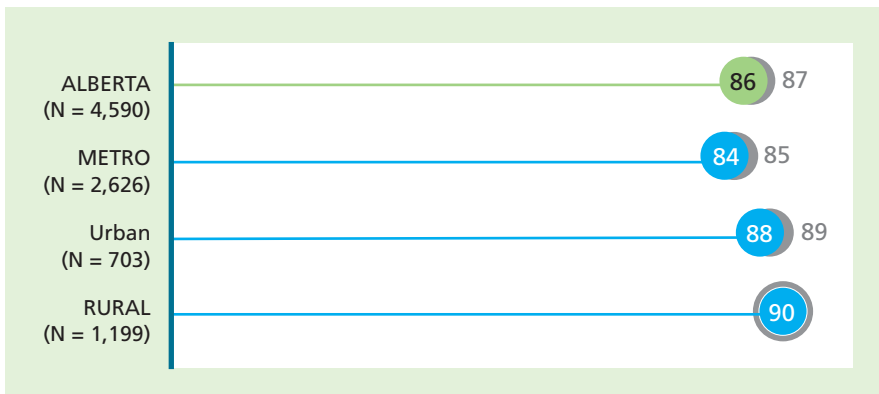 ALBERTA
(N = 4,590)
86 87
METRO
(N = 2,626)
84 85
Urban
(N = 703)
88 89
RURAL
(N = 1,199)
90